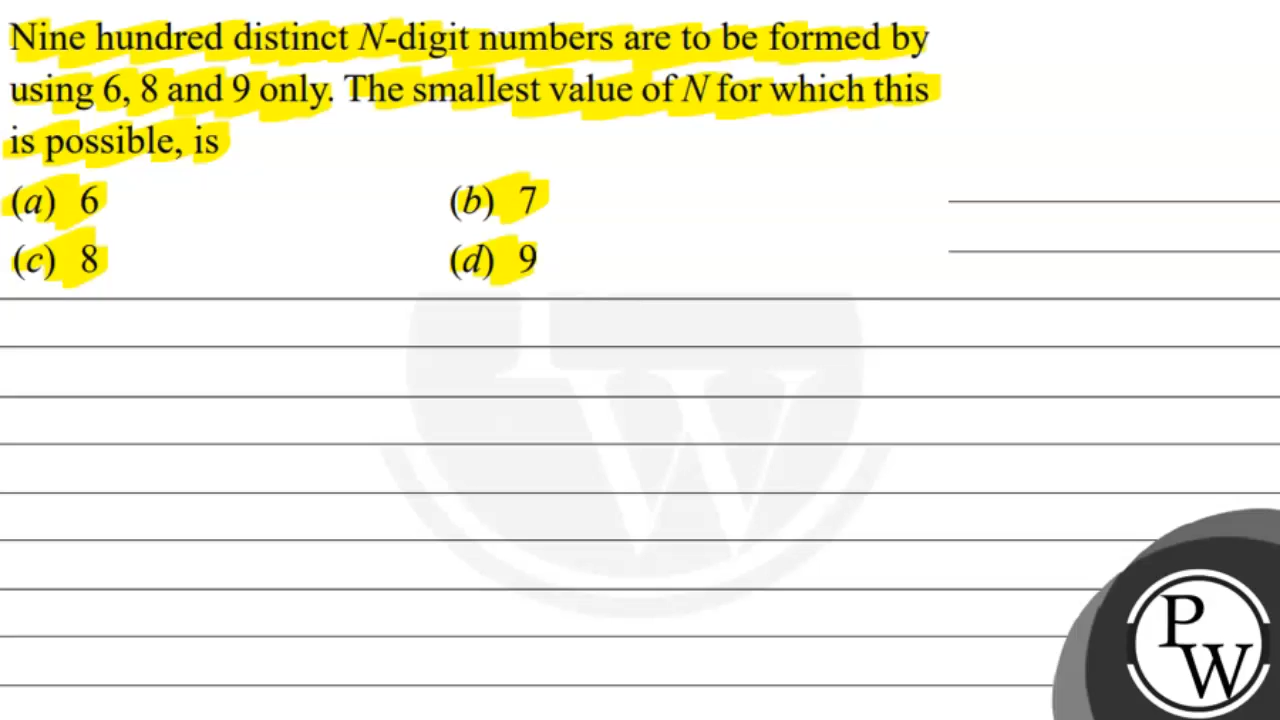 Nine hundred distinct N-digit numbers are to be formed by
using 6, 8 and 9 only. The smallest value of N for which this
is possible, is
(a) 6 (b) 7
(c) 8 (d) 9
P
W